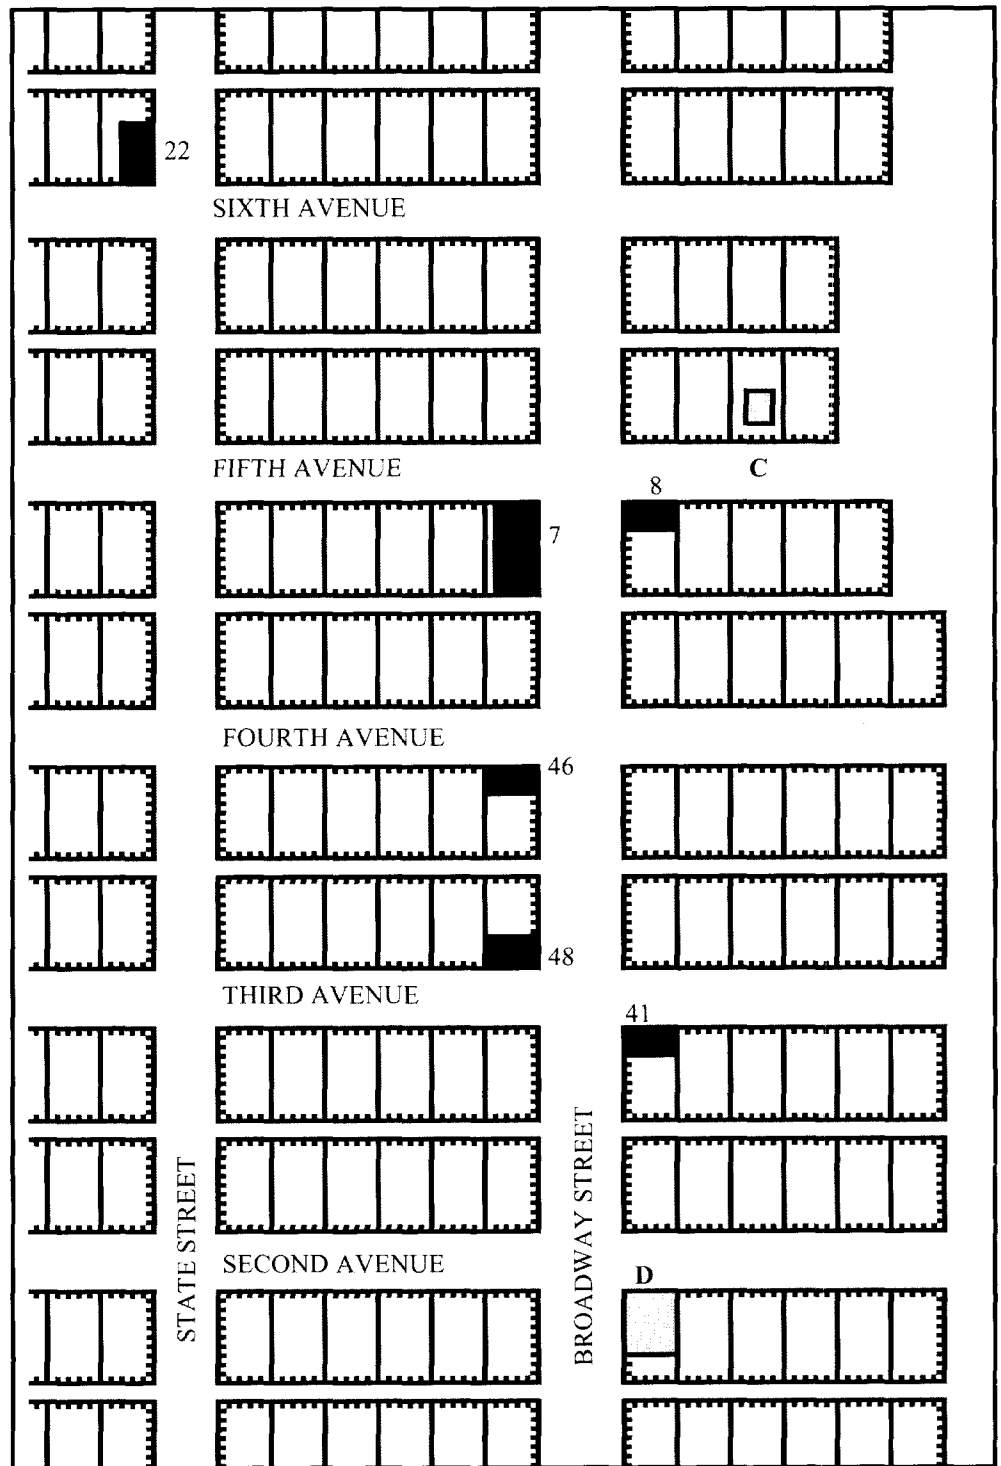 22
SIXTH AVENUE
FIFTH AVENUE
C
8
7
FOURTH AVENUE
46
48
THIRD AVENUE
41
STATE STREET
BROADWAY STREET
SECOND AVENUE
D